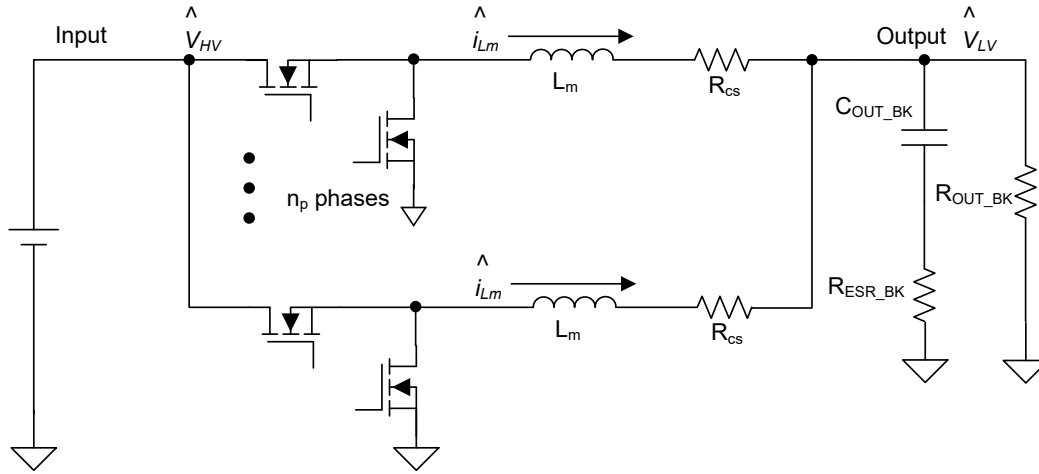 Input
^
V_HV
^
i_Lm
Output
^
V_LV
L_m
R_cs
C_OUT_BK
n_p phases
R_OUT_BK
^
i_Lm
R_ESR_BK
L_m
R_cs